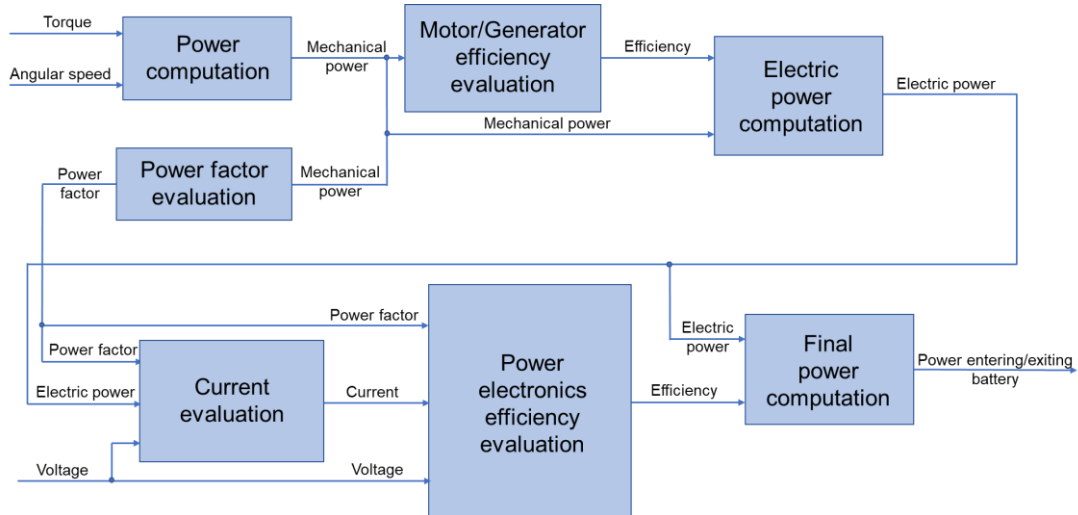 Torque
Angular speed
Power
computation
Mechanical
power
Motor/Generator
efficiency
evaluation
Efficiency
Mechanical power
Electric
power
computation
Electric power
Power
factor
Power factor
evaluation
Mechanical
power
Power factor
Power factor
Electric power
Current
evaluation
Current
Voltage
Voltage
Power
electronics
efficiency
evaluation
Electric
power
Efficiency
Final
power
computation
Power entering/exiting
battery